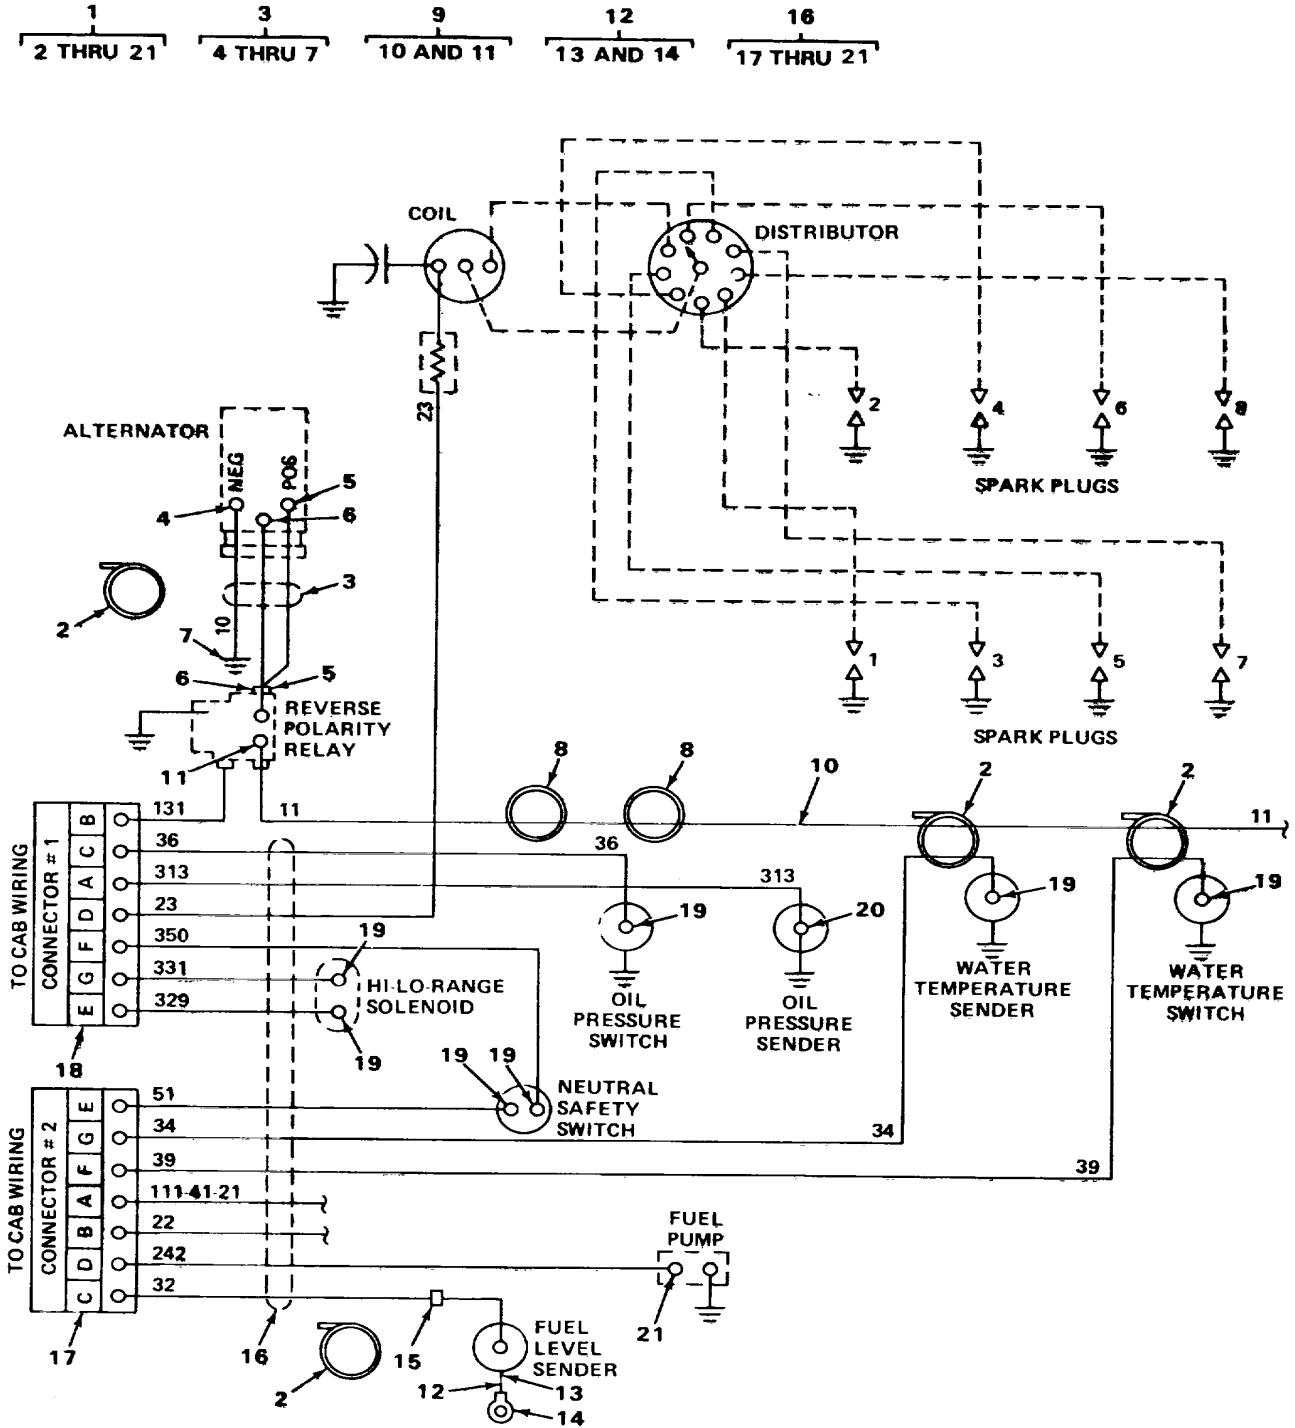 1
3
9
12
16
2 THRU 21
4 THRU 7
10 AND 11
13 AND 14
17 THRU 21
COIL
DISTRIBUTOR
23
2
4
6
8
SPARK PLUGS
ALTERNATOR
NEG
POS
5
4
6
3
2
10
7
6
5
1
3
5
7
SPARK PLUGS
REVERSE
POLARITY
RELAY
11
8
8
10
2
2
TO CAB WIRING
CONNECTOR # 1
B
C
A
D
F
G
E
131
36
313
23
350
331
329
11
36
313
11
19
20
19
19
19
HI-LO-RANGE
SOLENOID
19
OIL
PRESSURE
SWITCH
OIL
PRESSURE
SENDER
WATER
TEMPERATURE
SENDER
WATER
TEMPERATURE
SWITCH
18
19
19
NEUTRAL
SAFETY
SWITCH
TO CAB WIRING
CONNECTOR # 2
E
G
F
A
B
D
C
51
34
39
111-41-21
22
242
32
34
39
FUEL
PUMP
21
17
16
2
15
FUEL
LEVEL
SENDER
12
13
14